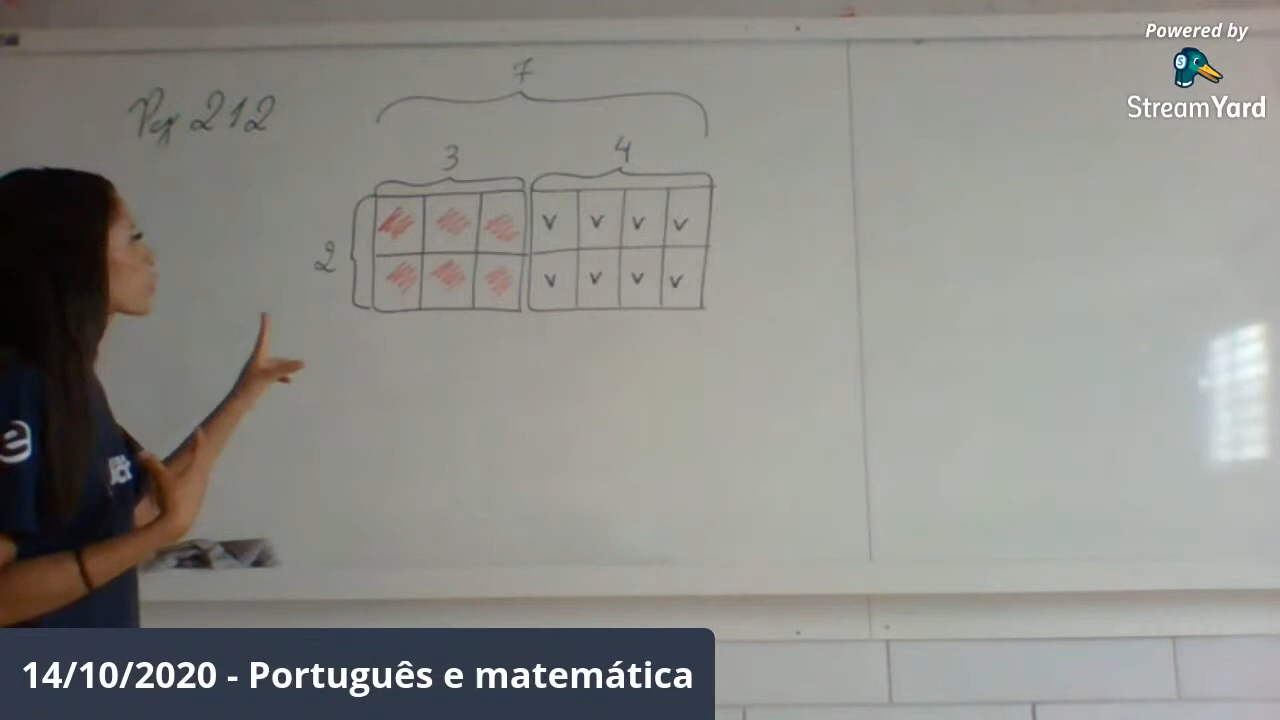 Powered by
StreamYard
Pg 212
7
3
4
2
v v v v
v v v v
14/10/2020 - Português e matemática